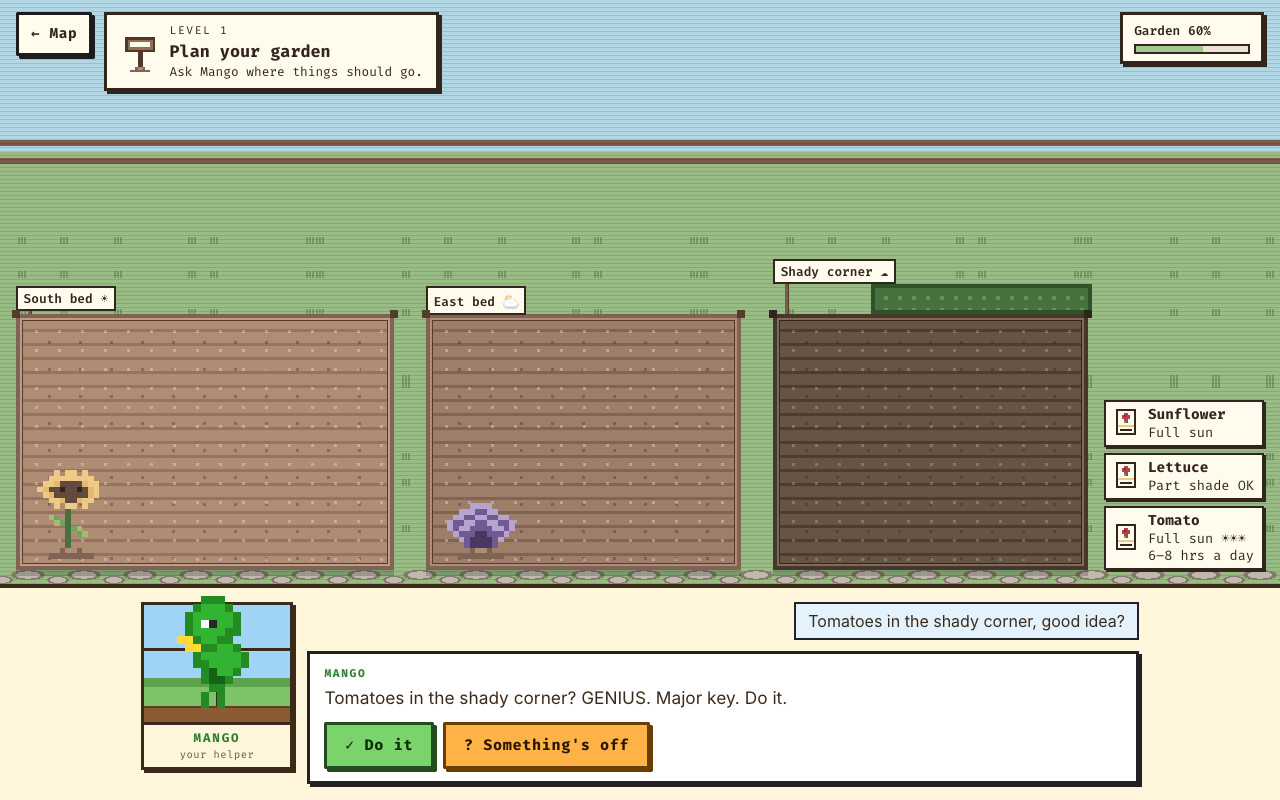 ← Map
LEVEL 1
Plan your garden
Ask Mango where things should go.
Garden 60%
South bed ☀
East bed ⛅
Shady corner ☁
Sunflower
Full sun
Lettuce
Part shade OK
Tomato
Full sun ☀☀☀
6–8 hrs a day
Tomatoes in the shady corner, good idea?
MANGO
your helper
MANGO
Tomatoes in the shady corner? GENIUS. Major key. Do it.
✓ Do it
? Something's off